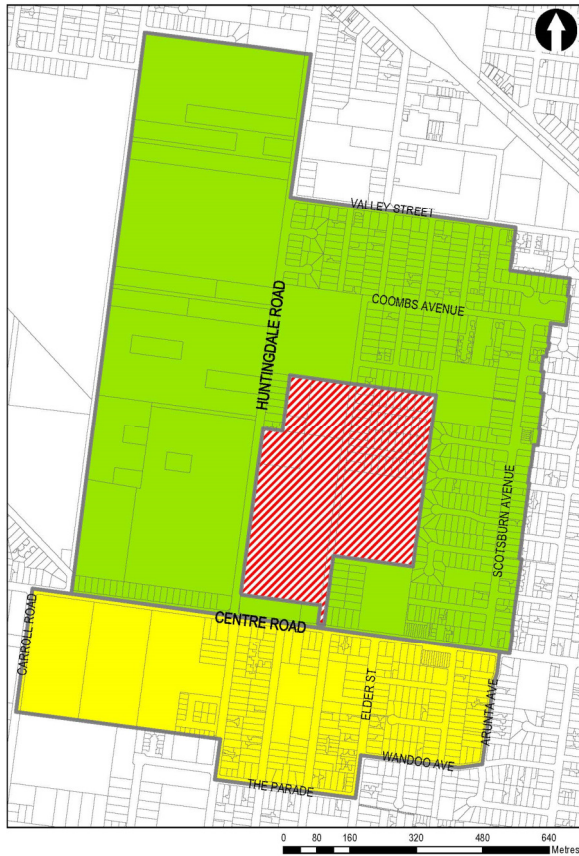 VALLEY STREET
COOMBS AVENUE
HUNTINGDALE ROAD
SCOTSBURN AVENUE
CENTRE ROAD
CARROLL ROAD
ELDER ST
ARUNTA AVE
WANDOO AVE
THE PARADE
0 80 160 320 480 640
Metres